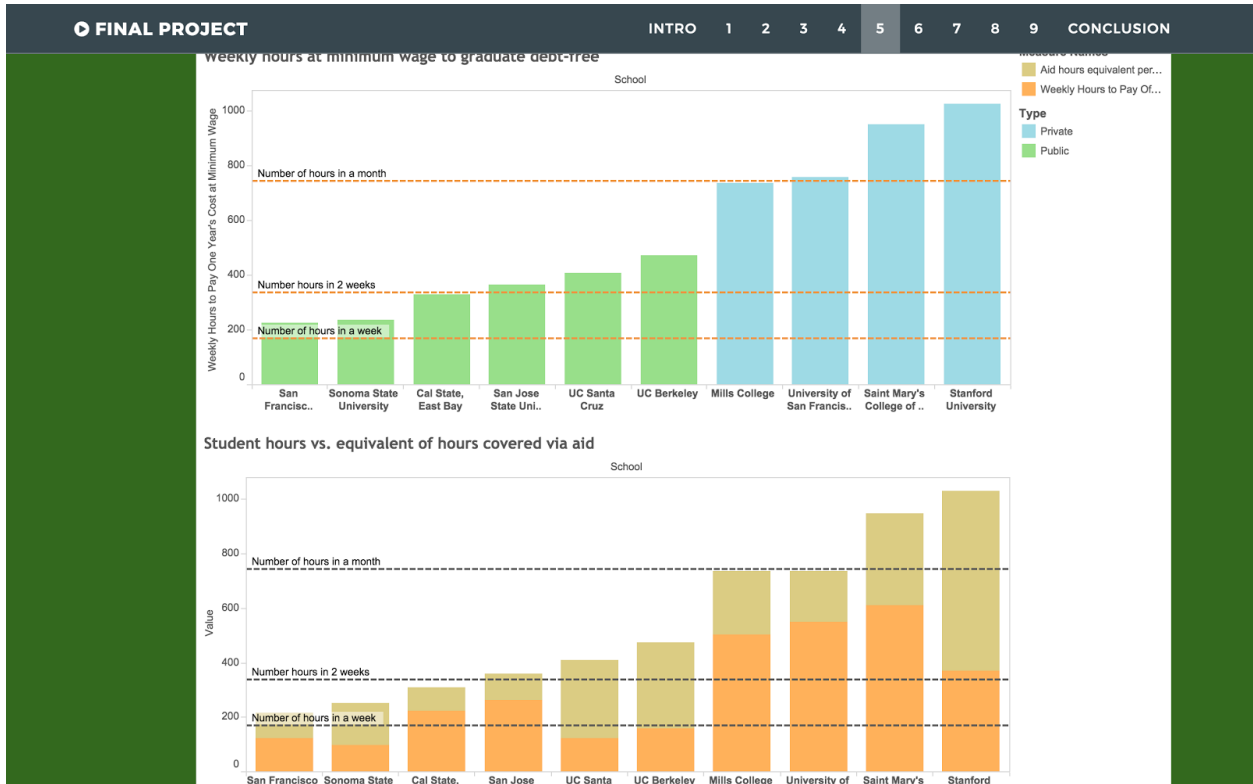 FINAL PROJECT
INTRO 1 2 3 4 5 6 7 8 9 CONCLUSION
Weekly hours at minimum wage to graduate debt-free
Measure Names
School
Aid hours equivalent per...
Weekly Hours to Pay Of...
Type
Private
Public
Weekly Hours to Pay One Year's Cost at Minimum Wage
1000
800
Number of hours in a month
600
400
Number hours in 2 weeks
200
Number of hours in a week
0
San Sonoma State Cal State, San Jose UC Santa UC Berkeley Mills College University of Saint Mary's Stanford
Francisc.. University East Bay State Uni.. Cruz San Francis.. College of .. University
Student hours vs. equivalent of hours covered via aid
School
Value
1000
800
Number of hours in a month
600
400
Number hours in 2 weeks
200
Number of hours in a week
0
San Francisco Sonoma State Cal State, San Jose UC Santa UC Berkeley Mills College University of Saint Mary's Stanford